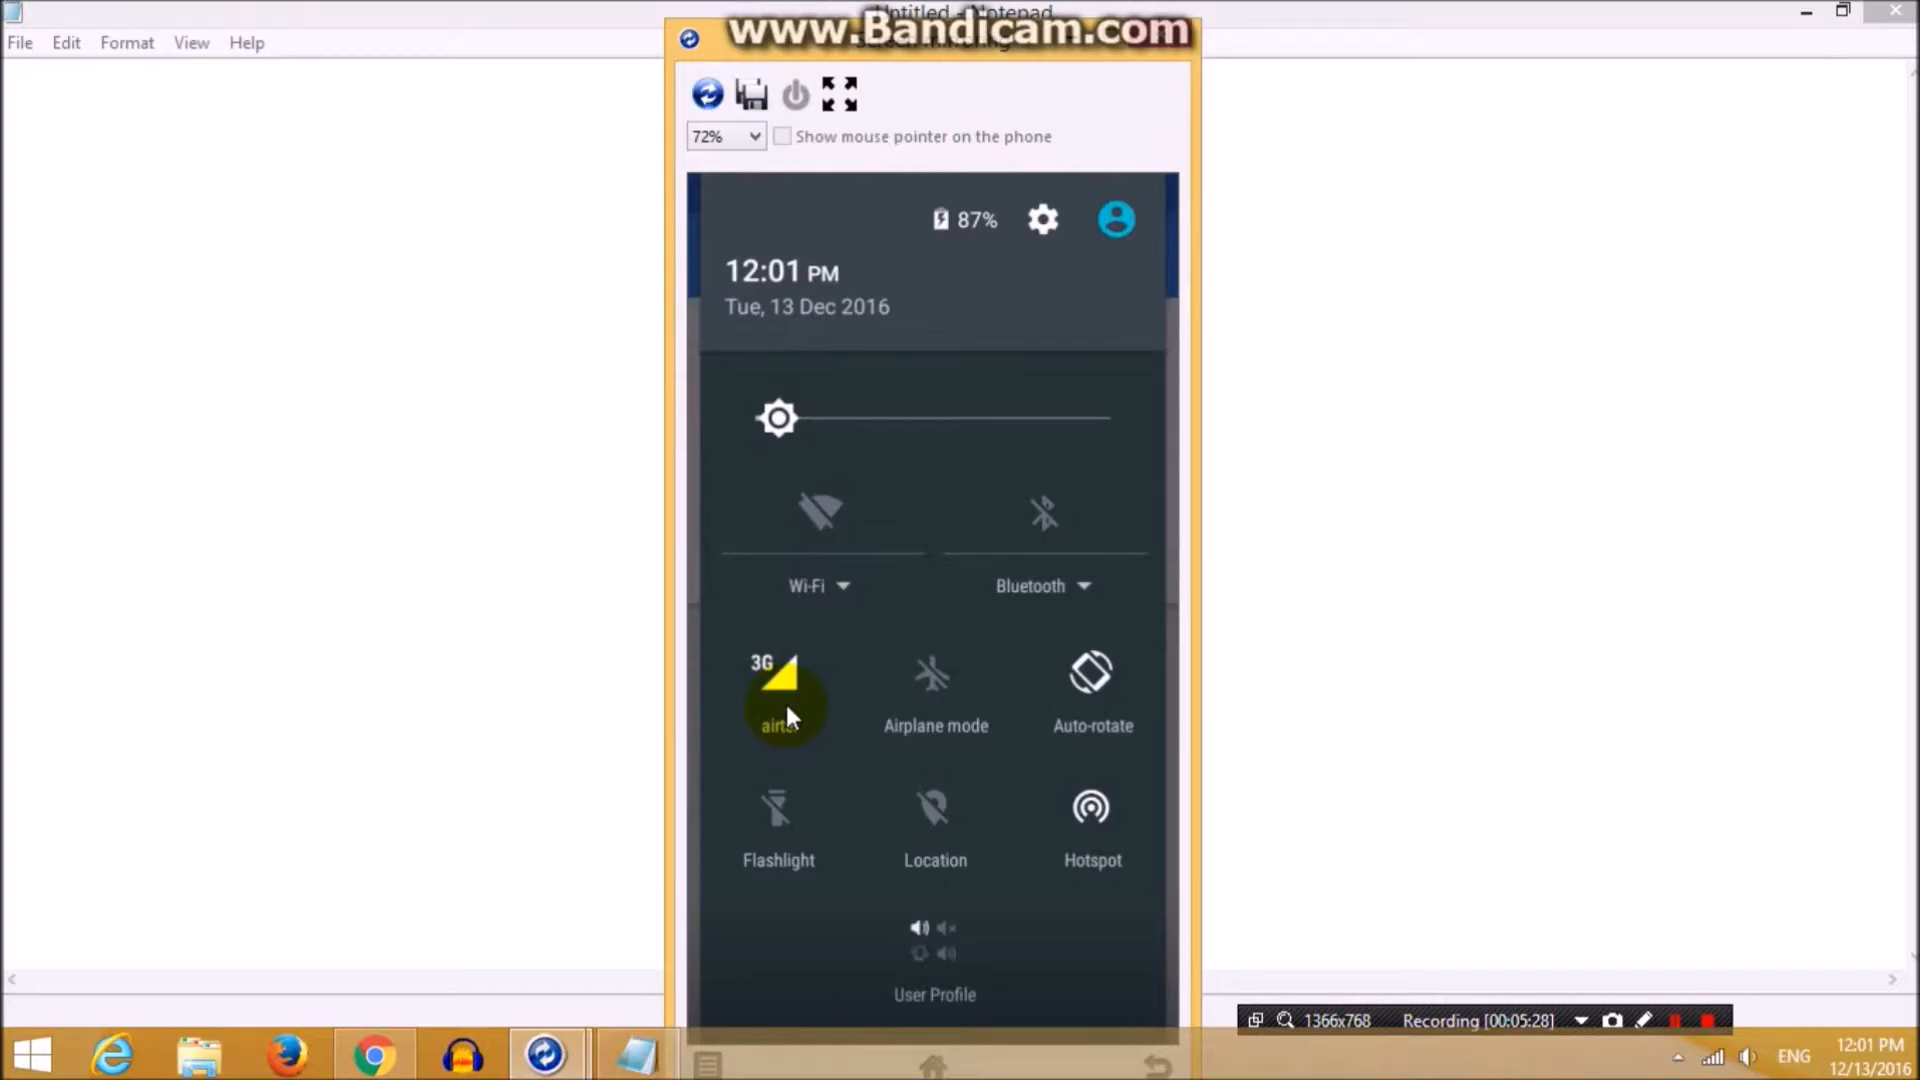 Untitled - Notepad
www.Bandicam.com
File Edit Format View Help
72% Show mouse pointer on the phone
87%
12:01 PM
Tue, 13 Dec 2016
Wi-Fi Bluetooth
3G
Airplane mode Auto-rotate
Flashlight Location Hotspot
User Profile
1366x768 Recording [00:05:28]
ENG
12:01 PM
12/13/2016